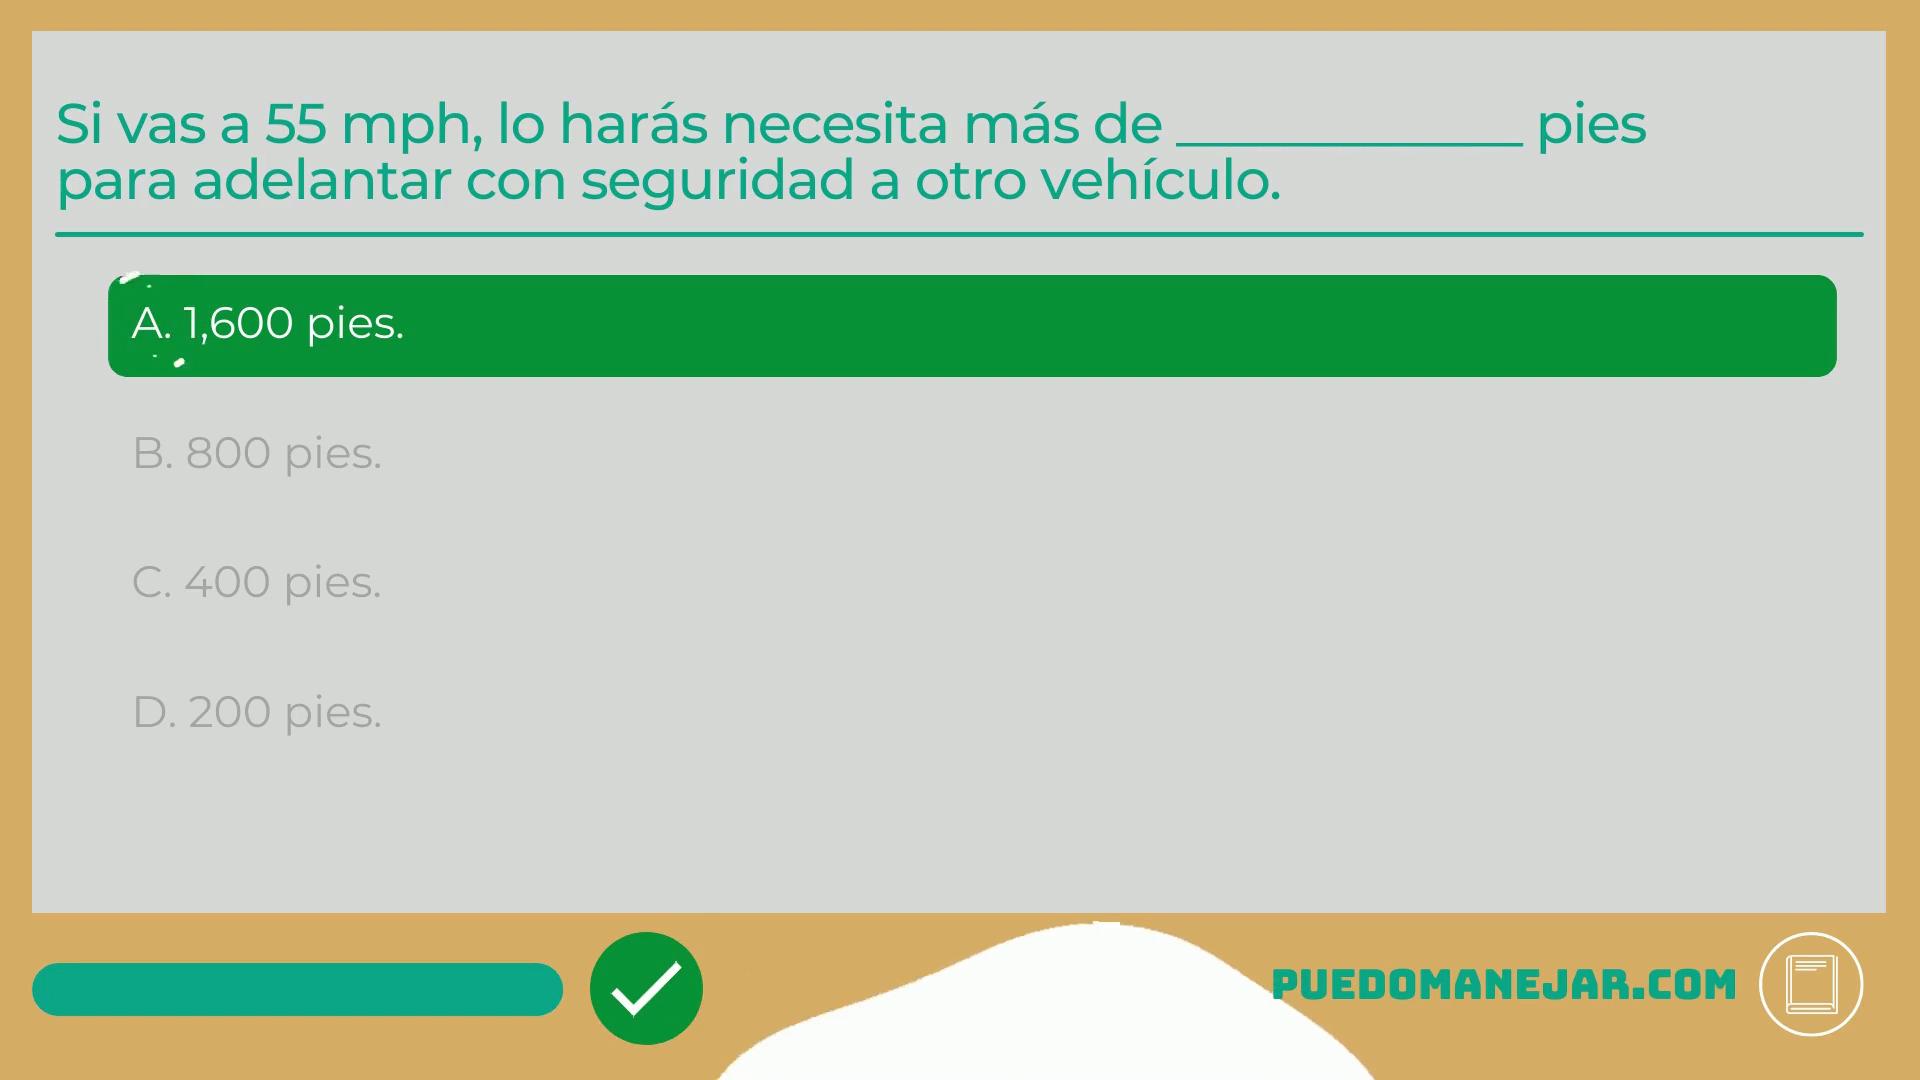 Si vas a 55 mph, lo harás necesita más de _____________ pies
para adelantar con seguridad a otro vehículo.
A. 1,600 pies.
B. 800 pies.
C. 400 pies.
D. 200 pies.
PUEDOMANEJAR.COM